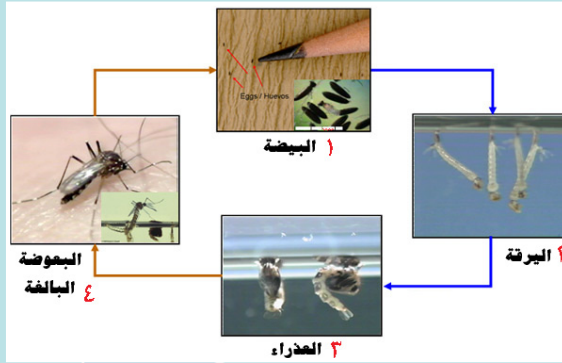 Eggs / Huevos
١ البيضة
٢ اليرقة
٣ العذراء
البعوضة
البالغة ٤